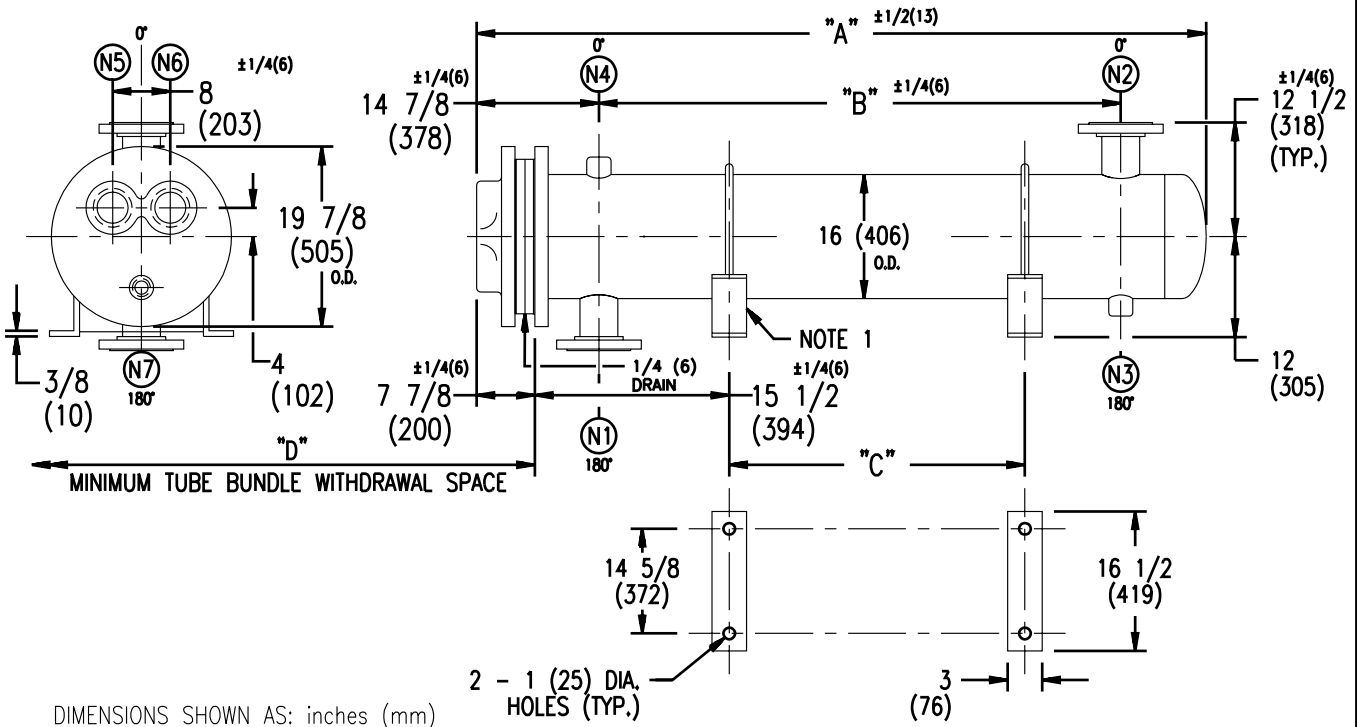 "A" ±1/2(13)
0°
N5 N6 ±1/4(6)
8
(203)
19 7/8
(505)
O.D.
4
(102)
3/8
(10)
N7
180°
±1/4(6)
14 7/8
(378)
0°
N4
"B" ±1/4(6)
0°
N2
±1/4(6)
12 1/2
(318)
(TYP.)
16 (406)
O.D.
NOTE 1
1/4 (6)
DRAIN
±1/4(6)
7 7/8
(200)
±1/4(6)
15 1/2
(394)
N1
180°
N3
180°
12
(305)
"D"
MINIMUM TUBE BUNDLE WITHDRAWAL SPACE
"C"
14 5/8
(372)
16 1/2
(419)
2 - 1 (25) DIA.
HOLES (TYP.)
3
(76)
DIMENSIONS SHOWN AS: inches (mm)